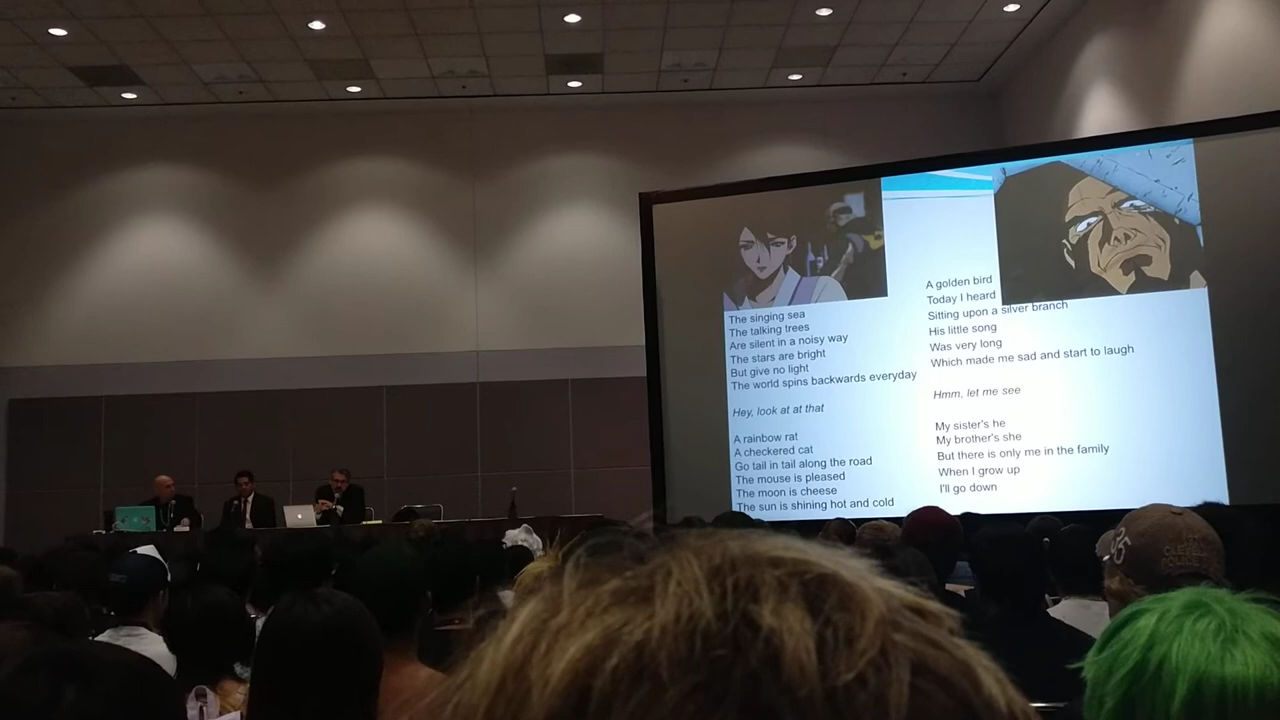 The singing sea
The talking trees
Are silent in a noisy way
The stars are bright
But give no light
The world spins backwards everyday
Hey, look at at that
A rainbow rat
A checkered cat
Go tail in tail along the road
The mouse is pleased
The moon is cheese
The sun is shining hot and cold
A golden bird
Today I heard
Sitting upon a silver branch
His little song
Was very long
Which made me sad and start to laugh
Hmm, let me see
My sister's he
My brother's she
But there is only me in the family
When I grow up
I'll go down